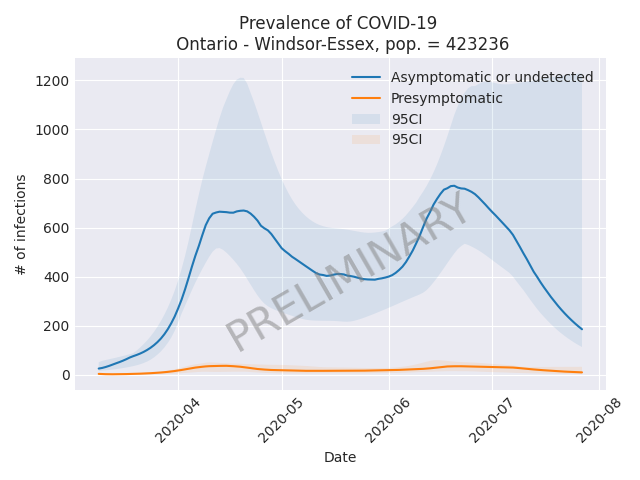 Prevalence of COVID-19
Ontario - Windsor-Essex, pop. = 423236
Asymptomatic or undetected
Presymptomatic
95CI
95CI
1200
1000
800
600
400
200
0
# of infections
PRELIMINARY
2020-04
2020-05
2020-06
2020-07
2020-08
Date